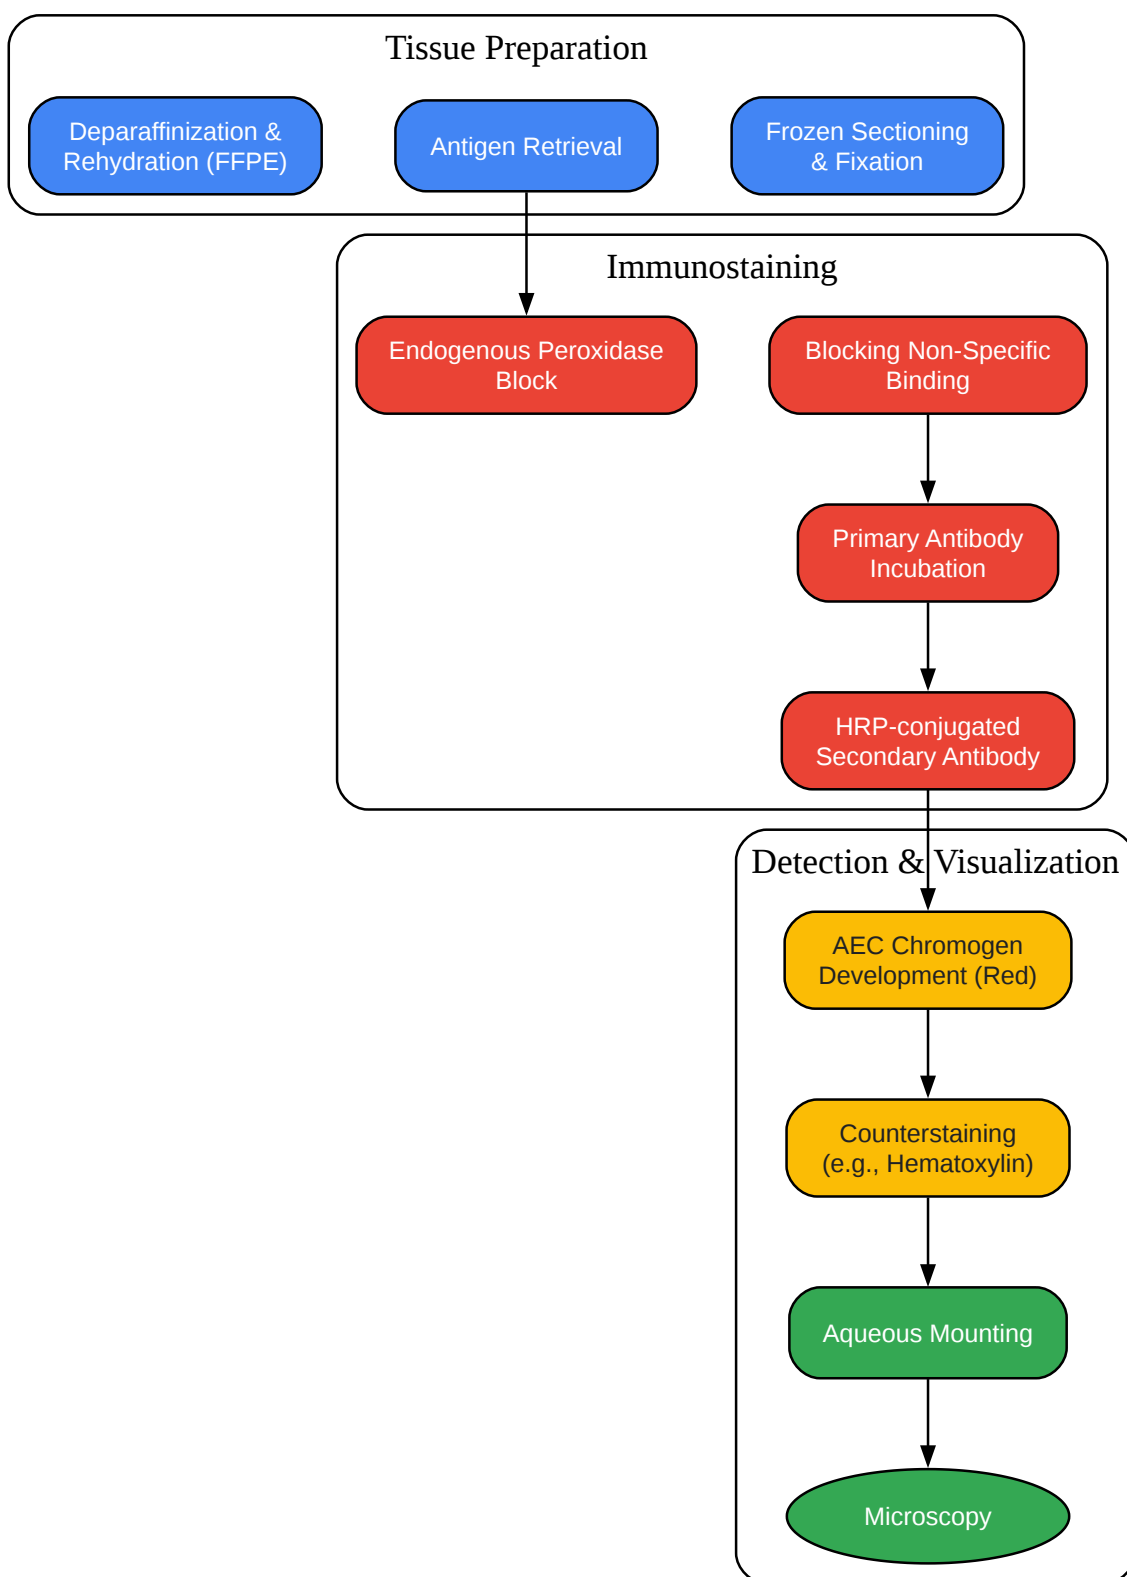 Tissue Preparation
Deparaffinization &
Rehydration (FFPE)
Antigen Retrieval
Frozen Sectioning
& Fixation
Immunostaining
Endogenous Peroxidase
Block
Blocking Non-Specific
Binding
Primary Antibody
Incubation
HRP-conjugated
Secondary Antibody
Detection & Visualization
AEC Chromogen
Development (Red)
Counterstaining
(e.g., Hematoxylin)
Aqueous Mounting
Microscopy